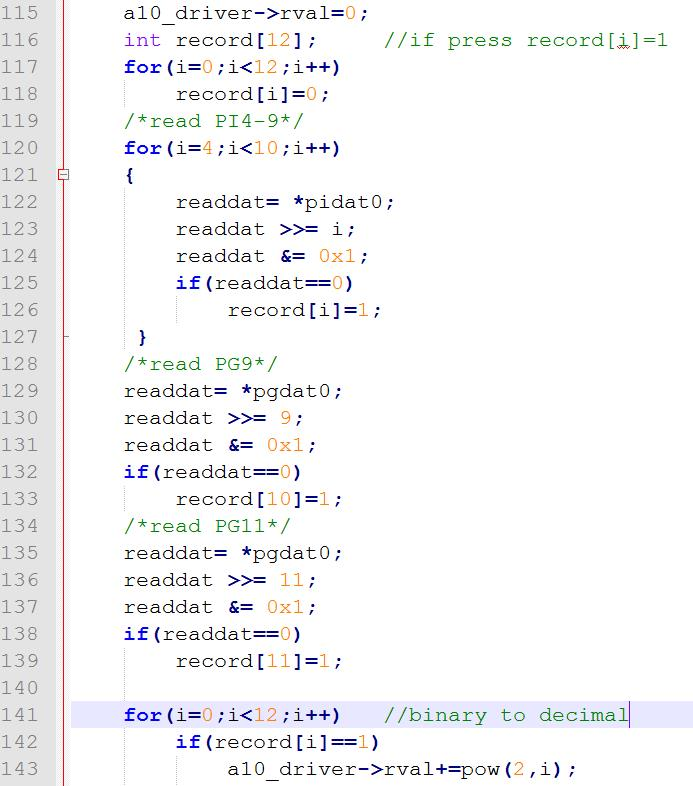 115 a10_driver->rval=0;
116 int record[12]; //if press record[i]=1
117 for(i=0;i<12;i++)
118 record[i]=0;
119 /*read PI4-9*/
120 for(i=4;i<10;i++)
121 {
122 readdat= *pidat0;
123 readdat >>= i;
124 readdat &= 0x1;
125 if(readdat==0)
126 record[i]=1;
127 }
128 /*read PG9*/
129 readdat= *pgdat0;
130 readdat >>= 9;
131 readdat &= 0x1;
132 if(readdat==0)
133 record[10]=1;
134 /*read PG11*/
135 readdat= *pgdat0;
136 readdat >>= 11;
137 readdat &= 0x1;
138 if(readdat==0)
139 record[11]=1;
140
141 for(i=0;i<12;i++) //binary to decimal
142 if(record[i]==1)
143 a10_driver->rval+=pow(2,i);